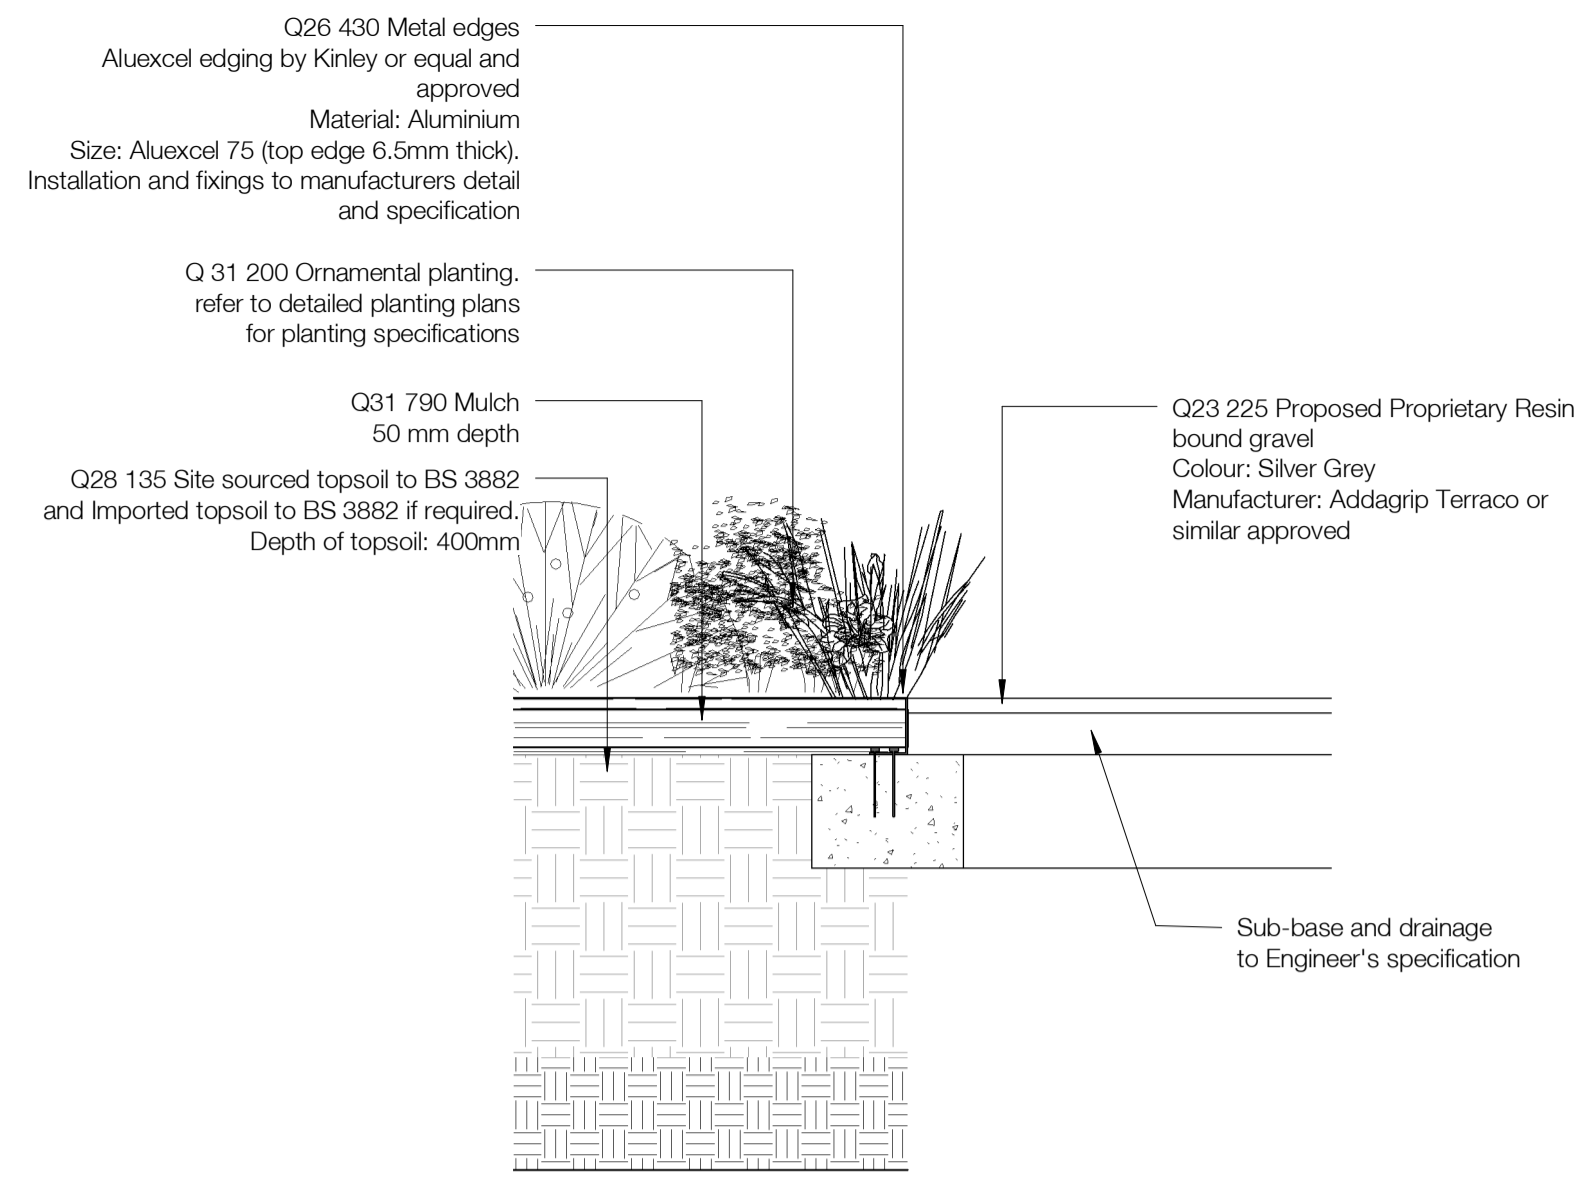 Q26 430 Metal edges
Aluexcel edging by Kinley or equal and
approved
Material: Aluminium
Size: Aluexcel 75 (top edge 6.5mm thick).
Installation and fixings to manufacturers detail
and specification
Q 31 200 Ornamental planting.
refer to detailed planting plans
for planting specifications
Q31 790 Mulch
50 mm depth
Q28 135 Site sourced topsoil to BS 3882
and Imported topsoil to BS 3882 if required.
Depth of topsoil: 400mm
Q23 225 Proposed Proprietary Resin
bound gravel
Colour: Silver Grey
Manufacturer: Addagrip Terraco or
similar approved
Sub-base and drainage
to Engineer's specification